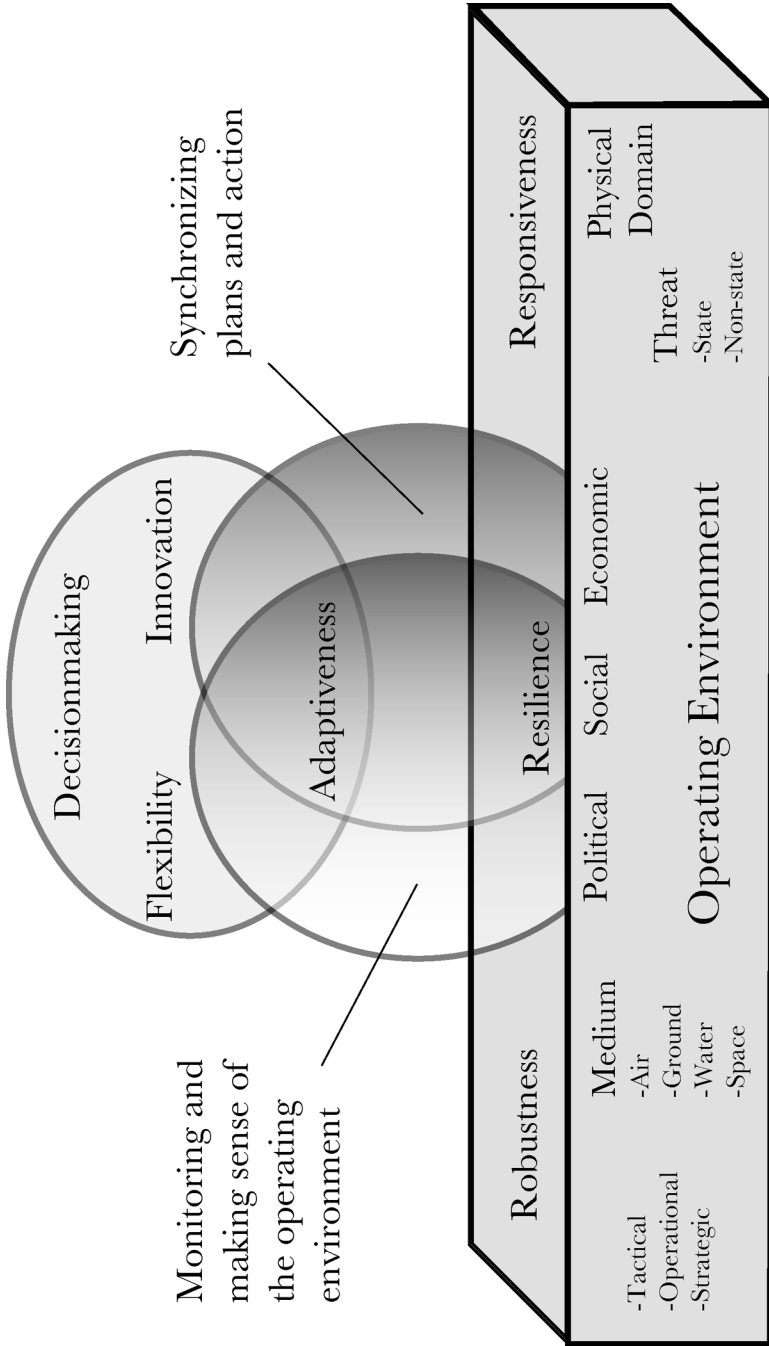 Decisionmaking
Flexibility
Innovation
Monitoring and
making sense of
the operating
environment
Synchronizing
plans and action
Adaptiveness
Robustness
Resilience
Responsiveness
-Tactical
-Operational
-Strategic
Medium
-Air
-Ground
-Water
-Space
Political
Social
Economic
Operating Environment
Threat
-State
-Non-state
Physical
Domain